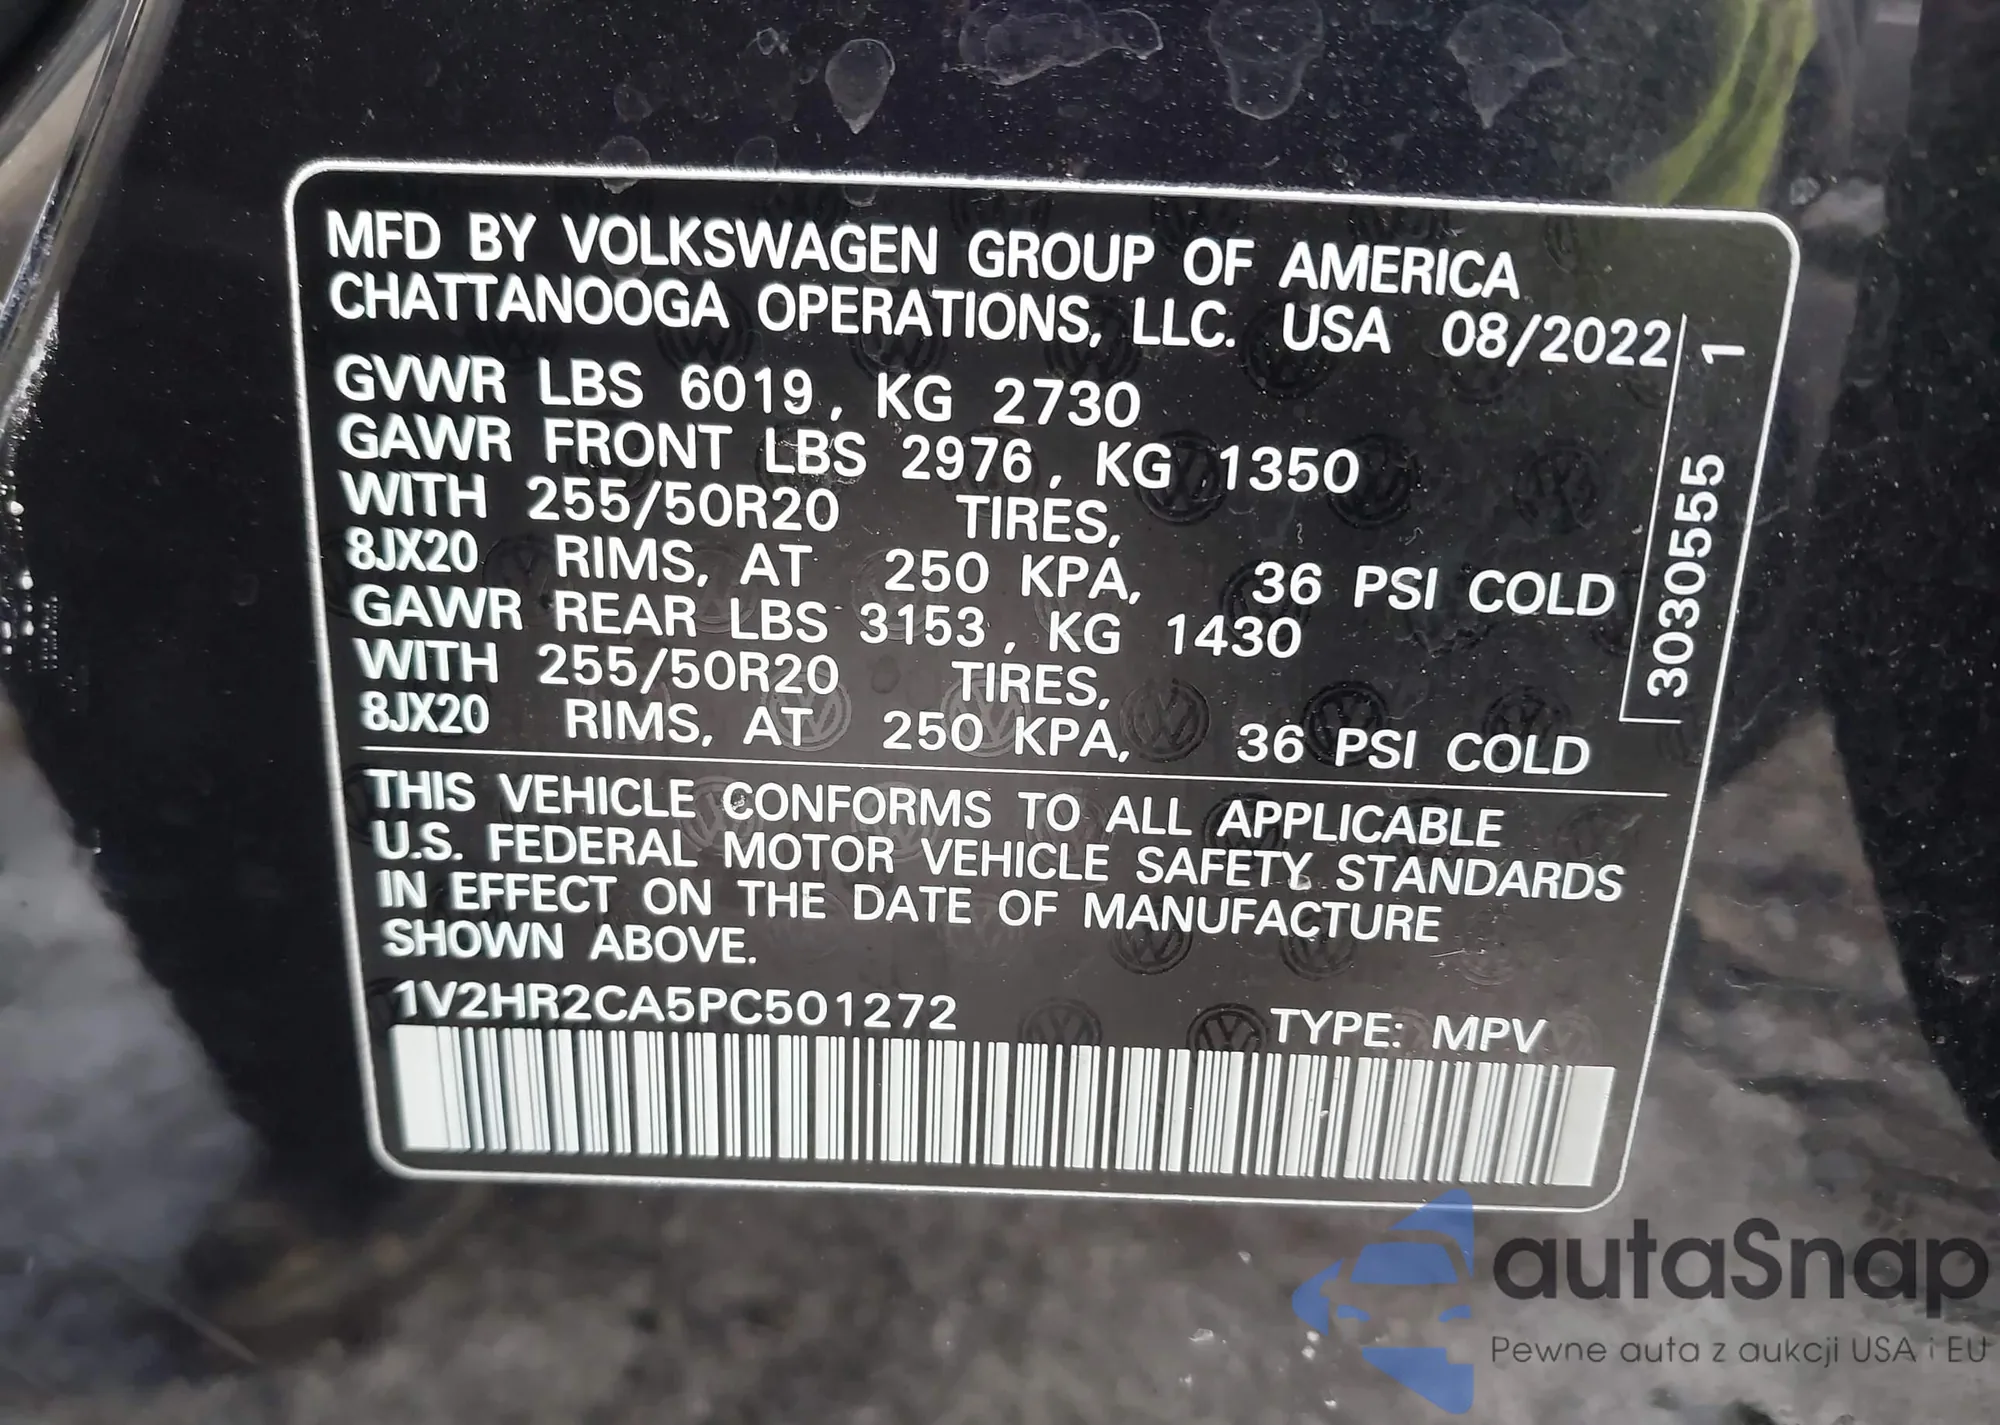 MFD BY VOLKSWAGEN GROUP OF AMERICA
CHATTANOOGA OPERATIONS, LLC. USA 08/2022
GVWR LBS 6019, KG 2730
GAWR FRONT LBS 2976, KG 1350
WITH 255/50R20 TIRES,
8JX20 RIMS, AT 250 KPA, 36 PSI COLD
GAWR REAR LBS 3153, KG 1430
WITH 255/50R20 TIRES,
8JX20 RIMS, AT 250 KPA, 36 PSI COLD
3030555 1
THIS VEHICLE CONFORMS TO ALL APPLICABLE
U.S. FEDERAL MOTOR VEHICLE SAFETY STANDARDS
IN EFFECT ON THE DATE OF MANUFACTURE
SHOWN ABOVE.
1V2HR2CA5PC501272 TYPE: MPV
autaSnap
Pewne auta z aukcji USA i EU